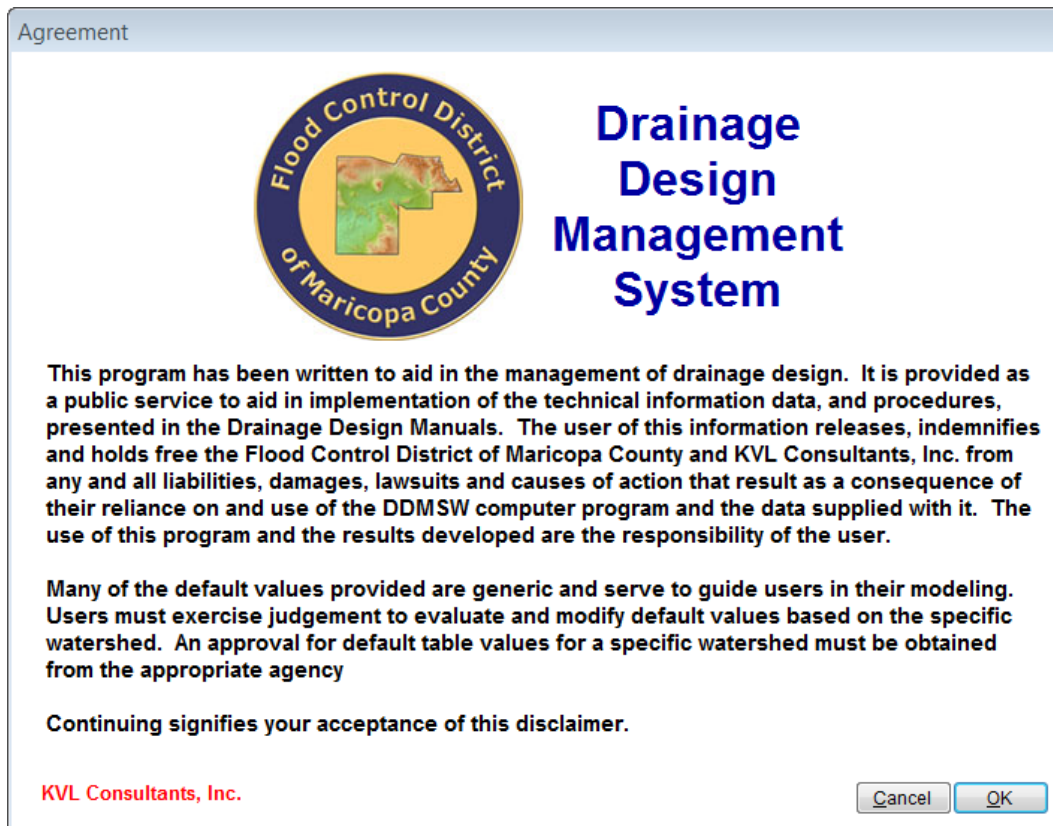 Agreement
Flood Control District
of Maricopa County
Drainage
Design
Management
System
This program has been written to aid in the management of drainage design.  It is provided as
a public service to aid in implementation of the technical information data, and procedures,
presented in the Drainage Design Manuals.  The user of this information releases, indemnifies
and holds free the Flood Control District of Maricopa County and KVL Consultants, Inc. from
any and all liabilities, damages, lawsuits and causes of action that result as a consequence of
their reliance on and use of the DDMSW computer program and the data supplied with it.  The
use of this program and the results developed are the responsibility of the user.
Many of the default values provided are generic and serve to guide users in their modeling.
Users must exercise judgement to evaluate and modify default values based on the specific
watershed.  An approval for default table values for a specific watershed must be obtained
from the appropriate agency
Continuing signifies your acceptance of this disclaimer.
KVL Consultants, Inc.
Cancel
OK